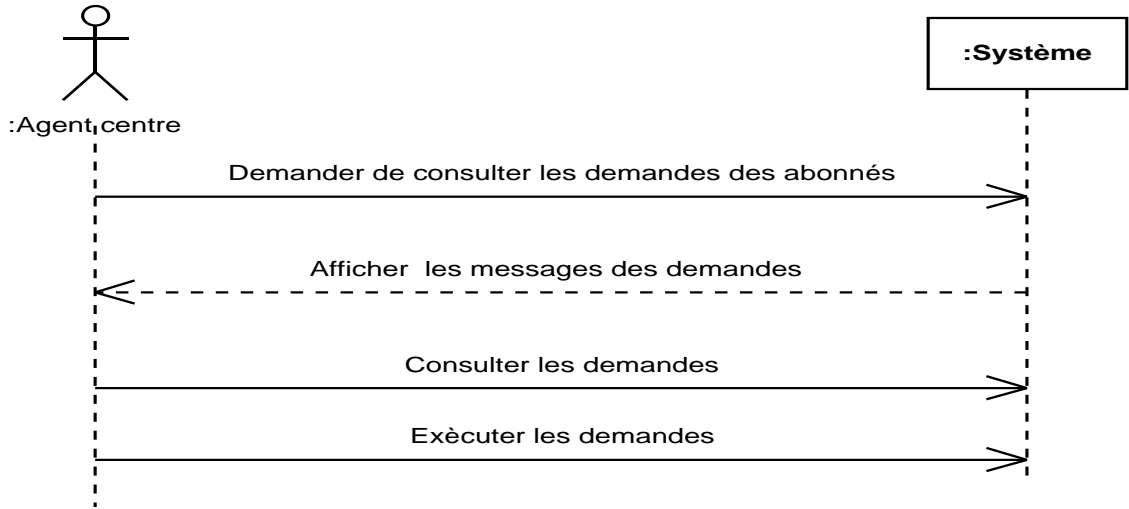 :Système
:Agent centre
Demander de consulter les demandes des abonnés
Afficher les messages des demandes
Consulter les demandes
Exècuter les demandes